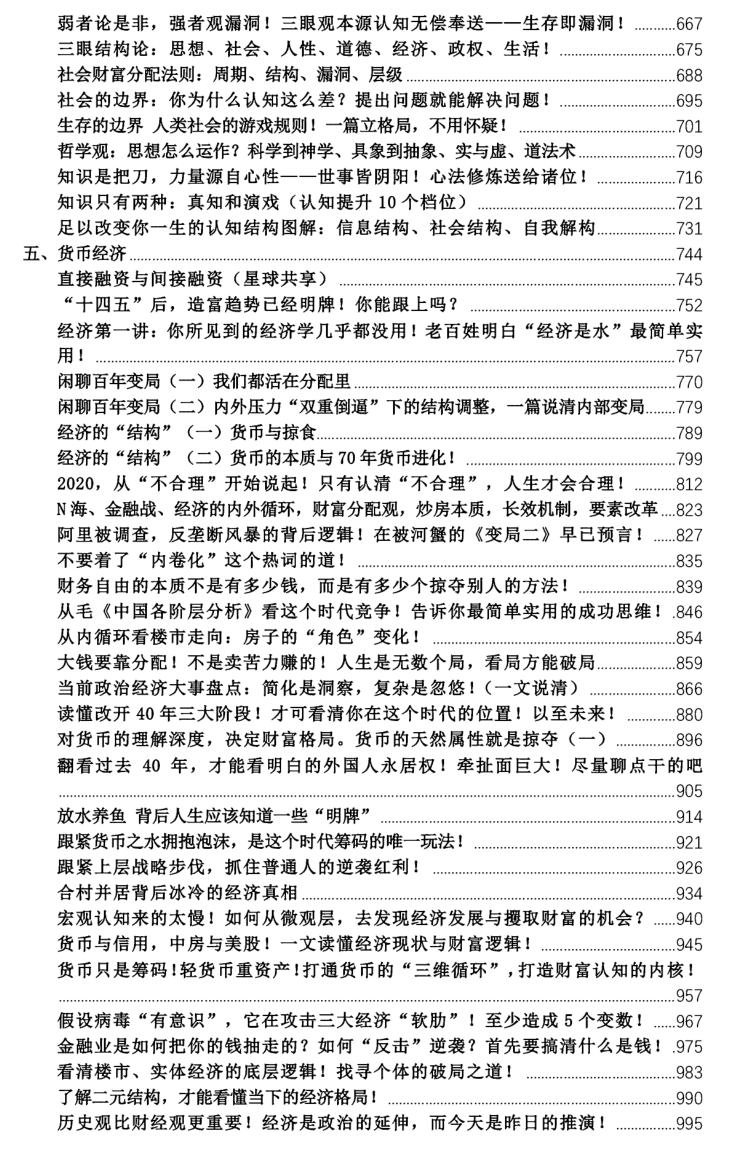 弱者论是非，强者观漏洞！三眼观本源认知无偿奉送——生存即漏洞！............667
三眼结构论：思想、社会、人性、道德、经济、政权、生活！............675
社会财富分配法则：周期、结构、漏洞、层级............688
社会的边界：你为什么认知这么差？提出问题就能解决问题！............695
生存的边界 人类社会的游戏规则！一篇立格局，不用怀疑！............701
哲学观：思想怎么运作？科学到神学、具象到抽象、实与虚、道法术............709
知识是把刀，力量源自心性——世事皆阴阳！心法修炼送给诸位！............716
知识只有两种：真知和演戏（认知提升 10 个档位）............721
足以改变你一生的认知结构图解：信息结构、社会结构、自我解构............731
五、货币经济............744
直接融资与间接融资（星球共享）............745
“十四五”后，造富趋势已经明牌！你能跟上吗？............752
经济第一讲：你所见到的经济学几乎都没用！老百姓明白“经济是水”最简单实
用！............757
闲聊百年变局（一）我们都活在分配里............770
闲聊百年变局（二）内外压力“双重倒逼”下的结构调整，一篇说清内部变局.......779
经济的“结构”（一）货币与掠食............789
经济的“结构”（二）货币的本质与 70 年货币进化！............799
2020，从“不合理”开始说起！只有认清“不合理”，人生才会合理！............812
N 海、金融战、经济的内外循环，财富分配观，炒房本质，长效机制，要素改革...823
阿里被调查，反垄断风暴的背后逻辑！在被河蟹的《变局二》早已预言！......827
不要着了“内卷化”这个热词的道！............835
财务自由的本质不是有多少钱，而是有多少个掠夺别人的方法！............839
从毛《中国各阶层分析》看这个时代竞争！告诉你最简单实用的成功思维！.846
从内循环看楼市走向：房子的“角色”变化！............854
大钱要靠分配！不是卖苦力赚的！人生是无数个局，看局方能破局............859
当前政治经济大事盘点：简化是洞察，复杂是忽悠！（一文说清）............866
读懂改开 40 年三大阶段！才可看清你在这个时代的位置！以至未来！............880
对货币的理解深度，决定财富格局。货币的天然属性就是掠夺（一）............896
翻看过去 40 年，才能看明白的外国人永居权！牵扯面巨大！尽量聊点干的吧
............905
放水养鱼 背后人生应该知道一些“明牌”............914
跟紧货币之水拥抱泡沫，是这个时代筹码的唯一玩法！............921
跟紧上层战略步伐，抓住普通人的逆袭红利！............926
合村并居背后冰冷的经济真相............934
宏观认知来的太慢！如何从微观层，去发现经济发展与攫取财富的机会？......940
货币与信用，中房与美股！一文读懂经济现状与财富逻辑！............945
货币只是筹码！轻货币重资产！打通货币的“三维循环”，打造财富认知的内核！
............957
假设病毒“有意识”，它在攻击三大经济“软肋”！至少造成 5 个变数！......967
金融业是如何把你的钱抽走的？如何“反击”逆袭？首先要搞清什么是钱！.975
看清楼市、实体经济的底层逻辑！找寻个体的破局之道！............983
了解二元结构，才能看懂当下的经济格局！............990
历史观比财经观更重要！经济是政治的延伸，而今天是昨日的推演！............995